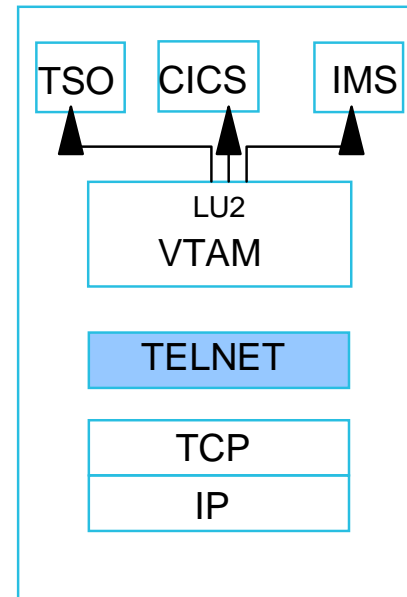 TSO CICS IMS
LU2
VTAM
TELNET
TCP
IP